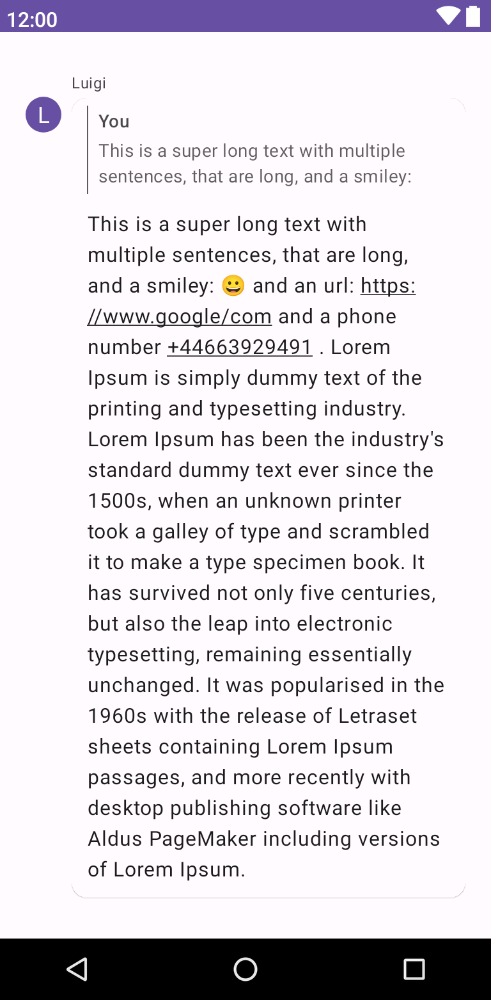 12:00
Luigi
L
You
This is a super long text with multiple
sentences, that are long, and a smiley:
This is a super long text with
multiple sentences, that are long,
and a smiley: 😀 and an url: https:
//www.google/com and a phone
number +44663929491 . Lorem
Ipsum is simply dummy text of the
printing and typesetting industry.
Lorem Ipsum has been the industry's
standard dummy text ever since the
1500s, when an unknown printer
took a galley of type and scrambled
it to make a type specimen book. It
has survived not only five centuries,
but also the leap into electronic
typesetting, remaining essentially
unchanged. It was popularised in the
1960s with the release of Letraset
sheets containing Lorem Ipsum
passages, and more recently with
desktop publishing software like
Aldus PageMaker including versions
of Lorem Ipsum.